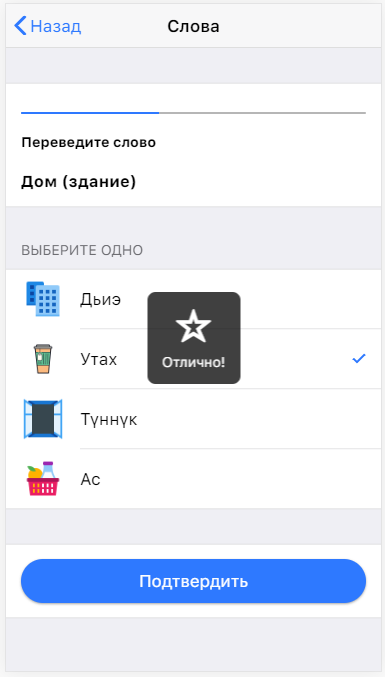 Назад
Слова
Переведите слово
Дом (здание)
ВЫБЕРИТЕ ОДНО
Дьиэ
Утах
Түннүк
Ас
Отлично!
Подтвердить